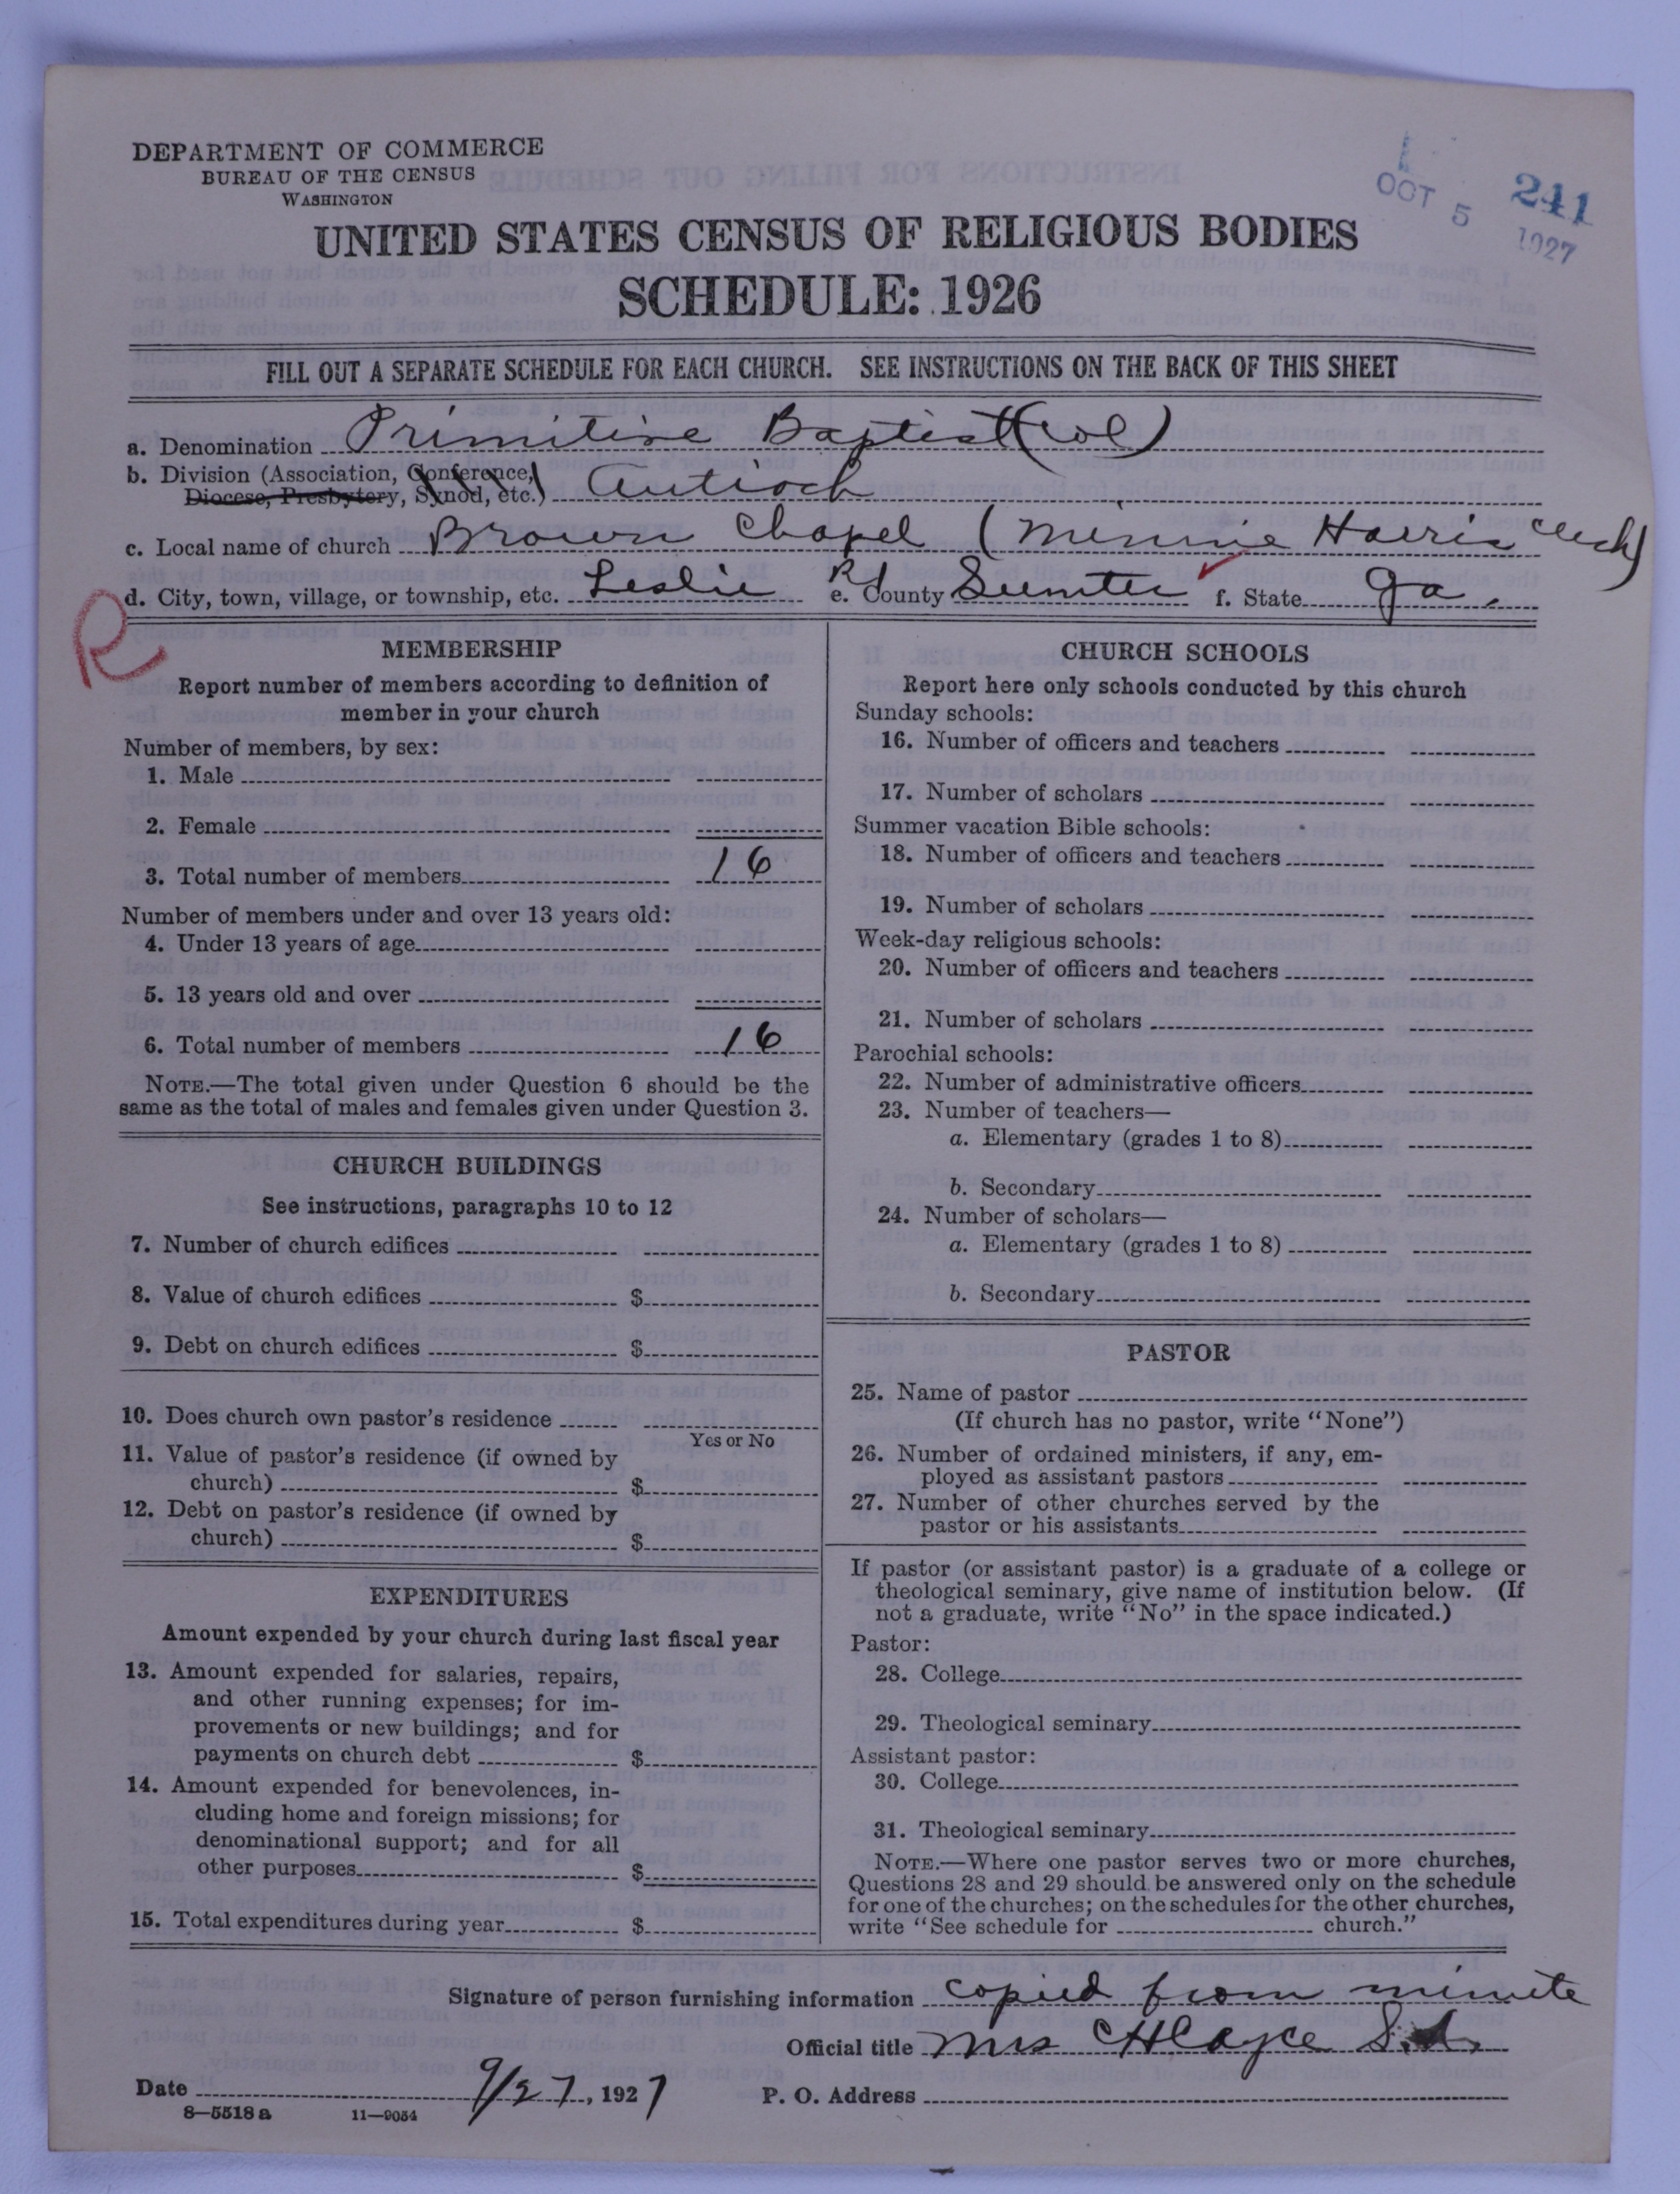 DEPARTMENT OF COMMERCE
BUREAU OF THE CENSUS
WASHINGTON
OCT 5 1927
241
UNITED STATES CENSUS OF RELIGIOUS BODIES
SCHEDULE: 1926
FILL OUT A SEPARATE SCHEDULE FOR EACH CHURCH. SEE INSTRUCTIONS ON THE BACK OF THIS SHEET
a. Denomination Primitive Baptist (Col)
b. Division (Association, Conference,
Diocese, Presbytery, Synod, etc.) Antioch
c. Local name of church Brown Chapel (Minnie Harris Clerk)
d. City, town, village, or township, etc. Leslie Rd e. County Sumter f. State Ga.
R
MEMBERSHIP
Report number of members according to definition of
member in your church
Number of members, by sex:
1. Male
2. Female
3. Total number of members 16
Number of members under and over 13 years old:
4. Under 13 years of age
5. 13 years old and over
6. Total number of members 16
NOTE.—The total given under Question 6 should be the
same as the total of males and females given under Question 3.
CHURCH BUILDINGS
See instructions, paragraphs 10 to 12
7. Number of church edifices
8. Value of church edifices $
9. Debt on church edifices $
10. Does church own pastor's residence
Yes or No
11. Value of pastor's residence (if owned by
church) $
12. Debt on pastor's residence (if owned by
church) $
EXPENDITURES
Amount expended by your church during last fiscal year
13. Amount expended for salaries, repairs,
and other running expenses; for im-
provements or new buildings; and for
payments on church debt $
14. Amount expended for benevolences, in-
cluding home and foreign missions; for
denominational support; and for all
other purposes $
15. Total expenditures during year $
CHURCH SCHOOLS
Report here only schools conducted by this church
Sunday schools:
16. Number of officers and teachers
17. Number of scholars
Summer vacation Bible schools:
18. Number of officers and teachers
19. Number of scholars
Week-day religious schools:
20. Number of officers and teachers
21. Number of scholars
Parochial schools:
22. Number of administrative officers
23. Number of teachers—
a. Elementary (grades 1 to 8)
b. Secondary
24. Number of scholars—
a. Elementary (grades 1 to 8)
b. Secondary
PASTOR
25. Name of pastor
(If church has no pastor, write "None")
26. Number of ordained ministers, if any, em-
ployed as assistant pastors
27. Number of other churches served by the
pastor or his assistants
If pastor (or assistant pastor) is a graduate of a college or
theological seminary, give name of institution below. (If
not a graduate, write "No" in the space indicated.)
Pastor:
28. College
29. Theological seminary
Assistant pastor:
30. College
31. Theological seminary
NOTE.—Where one pastor serves two or more churches,
Questions 28 and 29 should be answered only on the schedule
for one of the churches; on the schedules for the other churches,
write "See schedule for church."
Signature of person furnishing information copied from minute
Official title Mrs C H Cayce
Date 9/27, 1927 P. O. Address
8—5518 a 11—9054